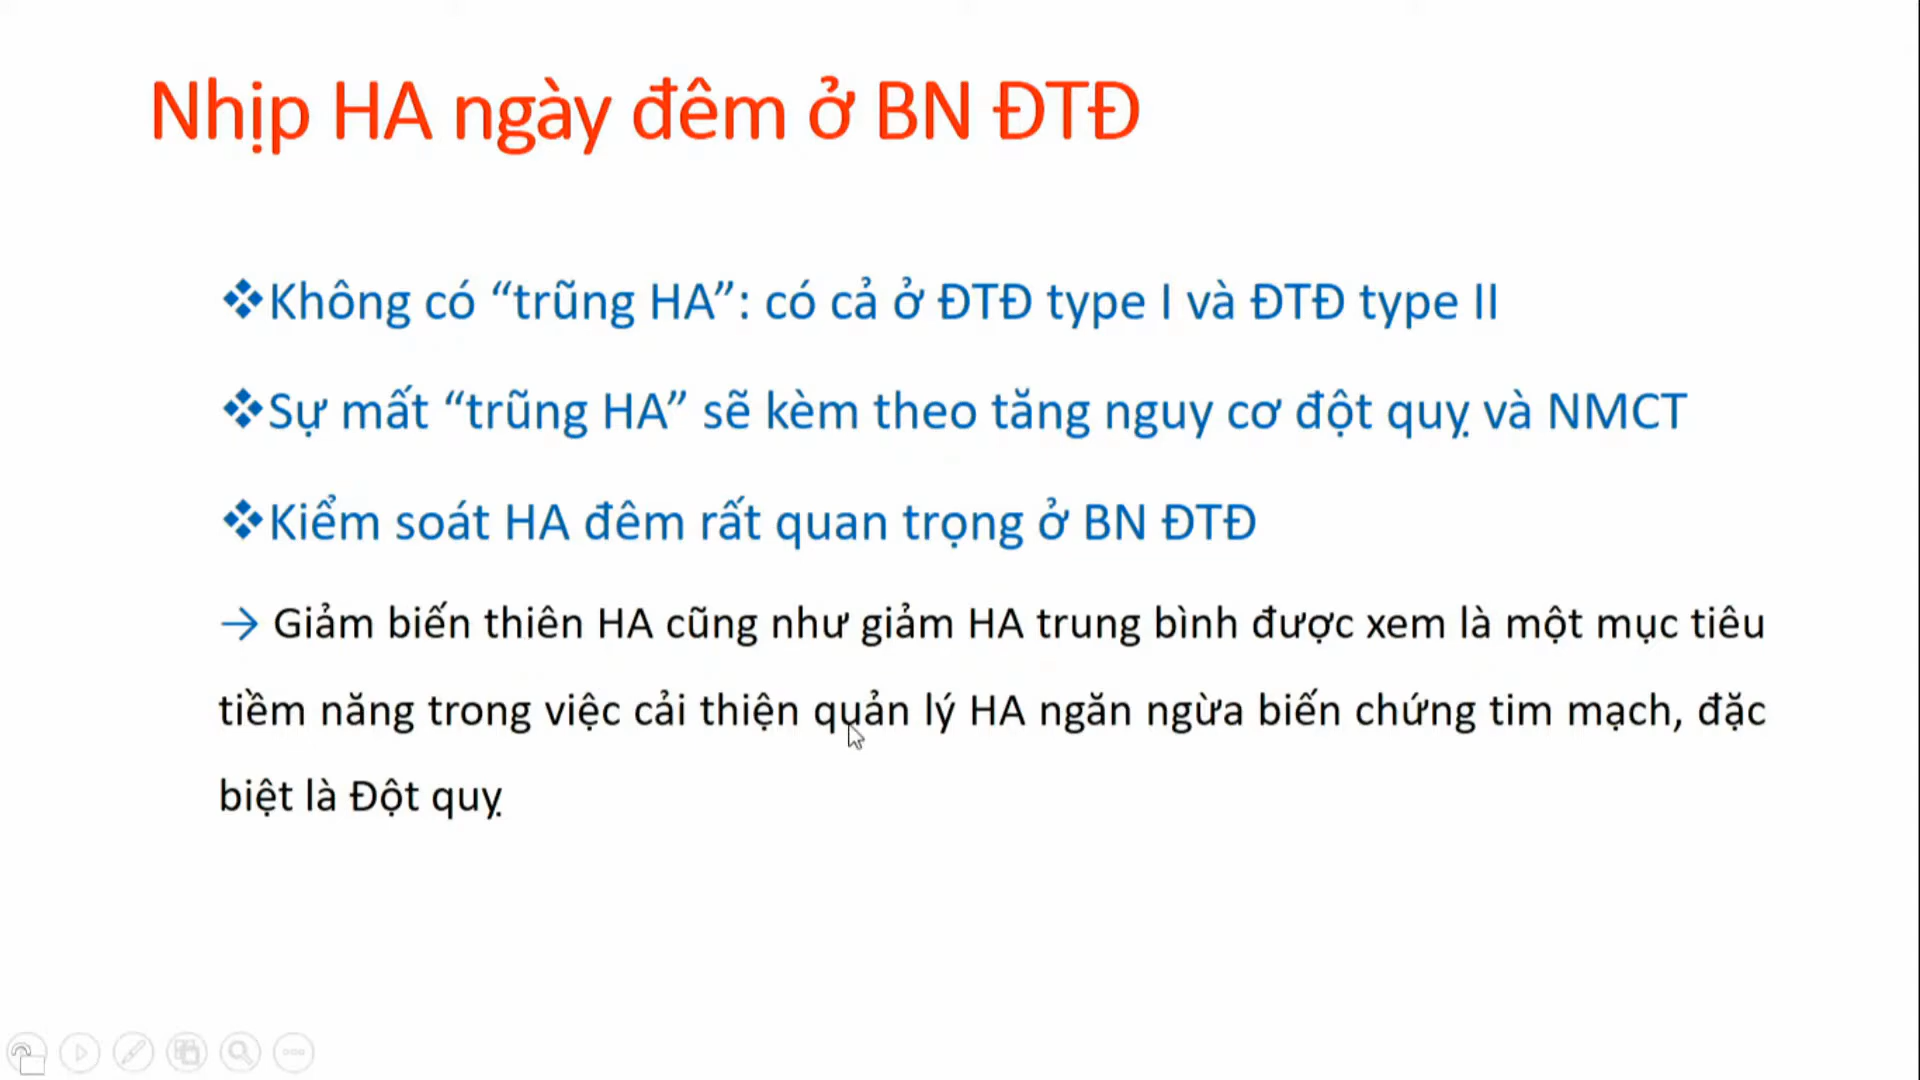 Nhịp HA ngày đêm ở BN ĐTĐ
❖Không có “trũng HA”: có cả ở ĐTĐ type I và ĐTĐ type II
❖Sự mất “trũng HA” sẽ kèm theo tăng nguy cơ đột quỵ và NMCT
❖Kiểm soát HA đêm rất quan trọng ở BN ĐTĐ
→ Giảm biến thiên HA cũng như giảm HA trung bình được xem là một mục tiêu
tiềm năng trong việc cải thiện quản lý HA ngăn ngừa biến chứng tim mạch, đặc
biệt là Đột quỵ